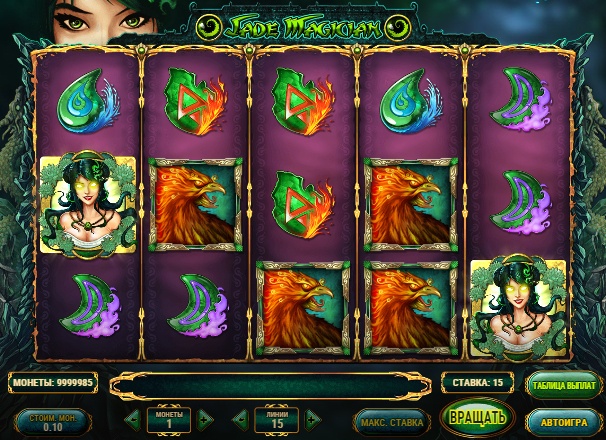 JADE MAGICIAN
МОНЕТЫ: 9999985
СТАВКА: 15
ТАБЛИЦА ВЫПЛАТ
СТОИМ. МОН:
0.10
МОНЕТЫ
1
ЛИНИИ
15
МАКС. СТАВКА
ВРАЩАТЬ
АВТОИГРА